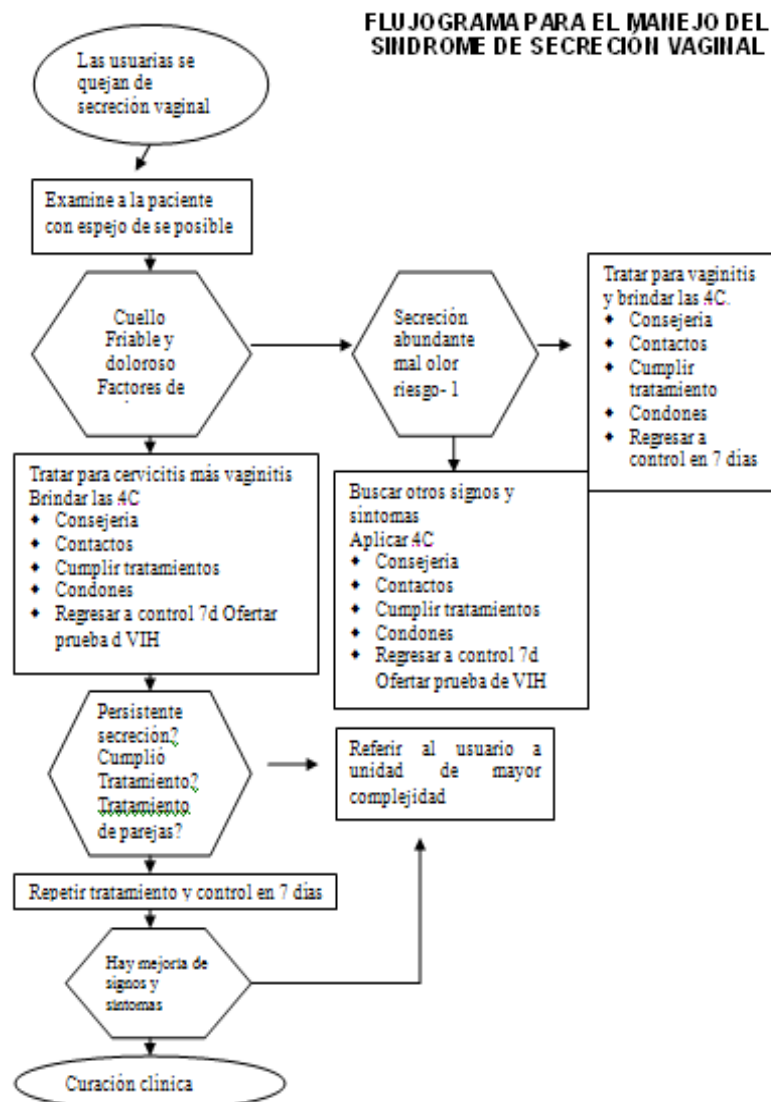 FLUJOGRAMA PARA EL MANEJO DEL
SINDROME DE SECRECIÓN VAGINAL
Las usuarias se
quejan de
secreción vaginal
Examine a la paciente
con espejo de se posible
Cuello
Friable y
doloroso
Factores de
Secreción
abundante
mal olor
riesgo- 1
Tratar para vaginitis
y brindar las 4C.
◆ Consejeria
◆ Contactos
◆ Cumplir
tratamiento
◆ Condones
◆ Regresar a
control en 7 dias
Tratar para cervicitis más vaginitis
Brindar las 4C
◆ Consejeria
◆ Contactos
◆ Cumplir tratamientos
◆ Condones
◆ Regresar a control 7d Ofertar
prueba d VIH
Buscar otros signos y
sintomas
Aplicar 4C
◆ Consejeria
◆ Contactos
◆ Cumplir tratamientos
◆ Condones
◆ Regresar a control 7d
Ofertar prueba de VIH
Persistente
secreción?
Cumplió
Tratamiento?
Tratamiento
de parejas?
Referir al usuario a
unidad de mayor
complejidad
Repetir tratamiento y control en 7 dias
Hay mejoria de
signos y
sintomas
Curación clinica